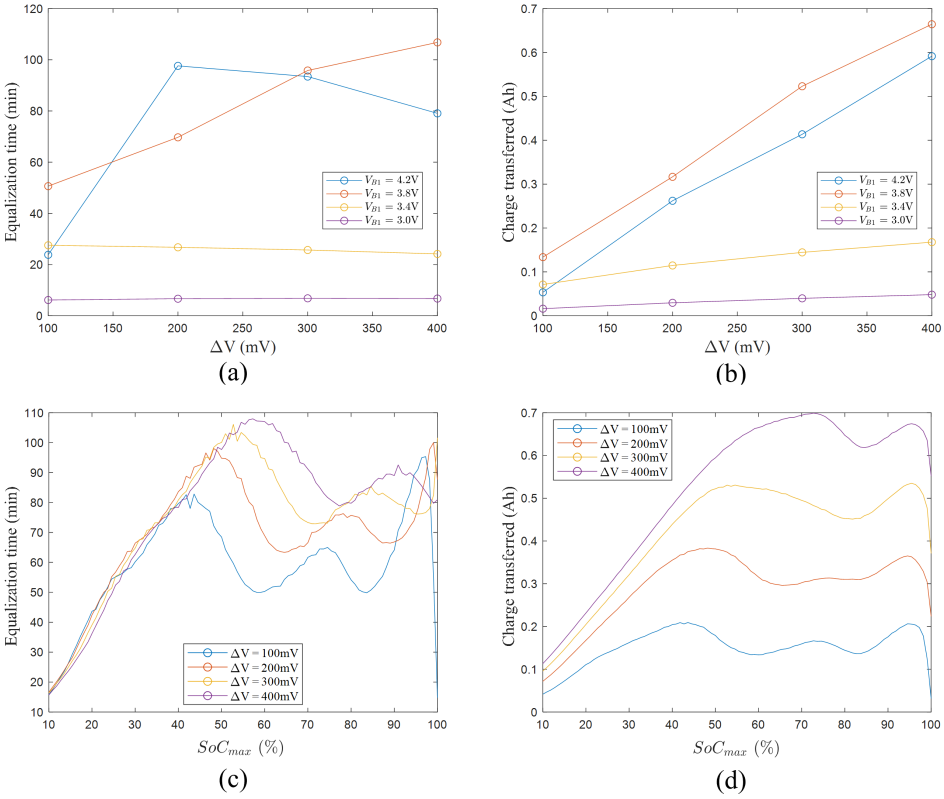 120
100
80
60
40
20
0
Equalization time (min)
V_B1 = 4.2V
V_B1 = 3.8V
V_B1 = 3.4V
V_B1 = 3.0V
100 150 200 250 300 350 400
ΔV (mV)
(a)
0.7
0.6
0.5
0.4
0.3
0.2
0.1
0
Charge transferred (Ah)
V_B1 = 4.2V
V_B1 = 3.8V
V_B1 = 3.4V
V_B1 = 3.0V
100 150 200 250 300 350 400
ΔV (mV)
(b)
110
100
90
80
70
60
50
40
30
20
10
Equalization time (min)
ΔV = 100mV
ΔV = 200mV
ΔV = 300mV
ΔV = 400mV
10 20 30 40 50 60 70 80 90 100
SoC_max (%)
(c)
0.7
0.6
0.5
0.4
0.3
0.2
0.1
0
Charge transferred (Ah)
ΔV = 100mV
ΔV = 200mV
ΔV = 300mV
ΔV = 400mV
10 20 30 40 50 60 70 80 90 100
SoC_max (%)
(d)